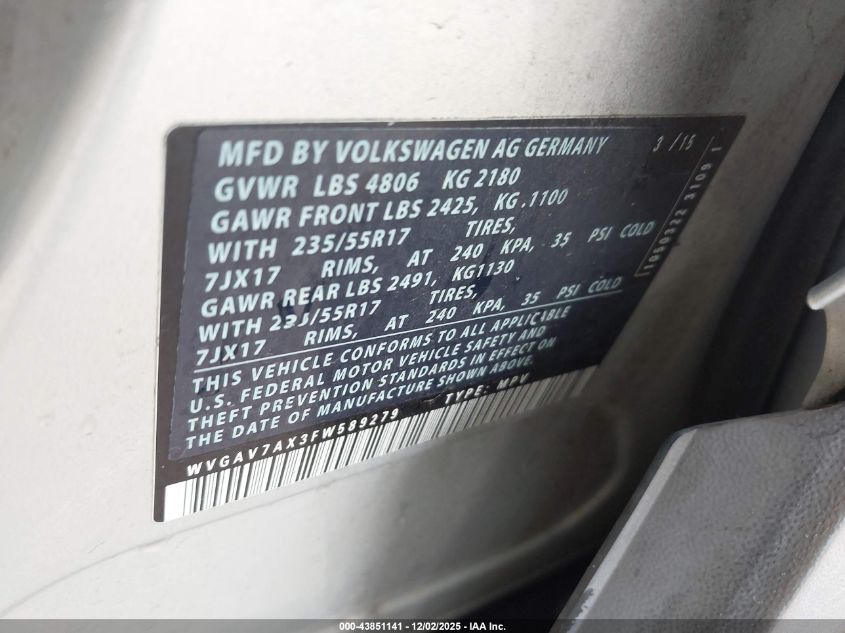 MFD BY VOLKSWAGEN AG GERMANY 3/15
GVWR LBS 4806 KG 2180
GAWR FRONT LBS 2425, KG.1100
WITH 235/55R17 TIRES,
7JX17 RIMS, AT 240 KPA, 35 PSI COLD
GAWR REAR LBS 2491, KG1130
WITH 235/55R17 TIRES,
7JX17 RIMS, AT 240 KPA, 35 PSI COLD
THIS VEHICLE CONFORMS TO ALL APPLICABLE
U.S. FEDERAL MOTOR VEHICLE SAFETY AND
THEFT PREVENTION STANDARDS IN EFFECT ON
THE DATE OF MANUFACTURE SHOWN ABOVE.
WVGAV7AX3FW589279 TYPE: MPV
1050322 3109 1
000-43851141 - 12/02/2025 - IAA Inc.